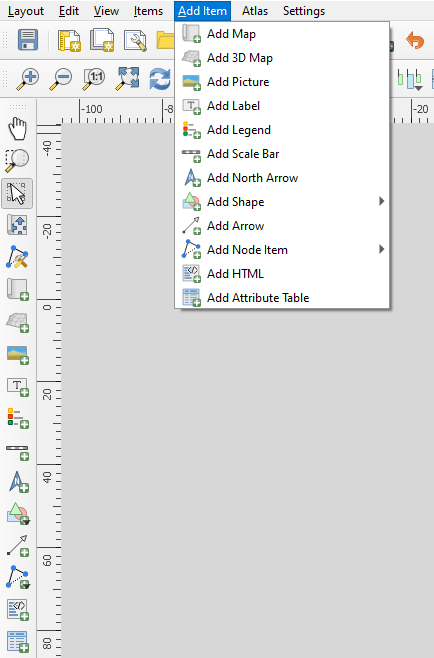 Layout Edit View Items Add Item Atlas Settings
Add Map
Add 3D Map
Add Picture
Add Label
Add Legend
Add Scale Bar
Add North Arrow
Add Shape
Add Arrow
Add Node Item
Add HTML
Add Attribute Table
1:1
-100 -8 -20
-40
-20
0
20
40
60
80
T
T